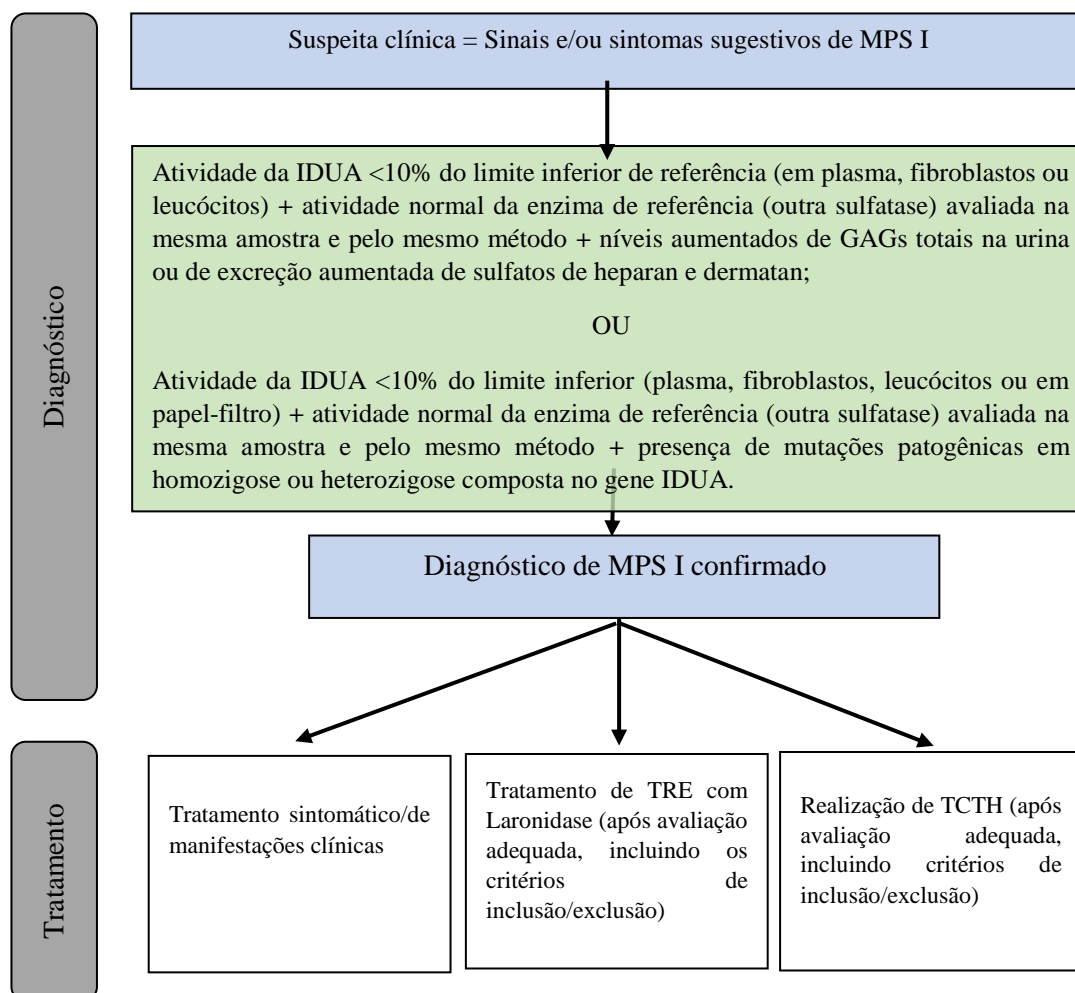 Diagnóstico
Suspeita clínica = Sinais e/ou sintomas sugestivos de MPS I
Atividade da IDUA <10% do limite inferior de referência (em plasma, fibroblastos ou
leucócitos) + atividade normal da enzima de referência (outra sulfatase) avaliada na
mesma amostra e pelo mesmo método + níveis aumentados de GAGs totais na urina
ou de excreção aumentada de sulfatos de heparan e dermatan;
OU
Atividade da IDUA <10% do limite inferior (plasma, fibroblastos, leucócitos ou em
papel-filtro) + atividade normal da enzima de referência (outra sulfatase) avaliada na
mesma amostra e pelo mesmo método + presença de mutações patogênicas em
homozigose ou heterozigose composta no gene IDUA.
Diagnóstico de MPS I confirmado
Tratamento
Tratamento sintomático/de
manifestações clínicas
Tratamento de TRE com
Laronidase (após avaliação
adequada, incluindo os
critérios de
inclusão/exclusão)
Realização de TCTH (após
avaliação adequada,
incluindo critérios de
inclusão/exclusão)